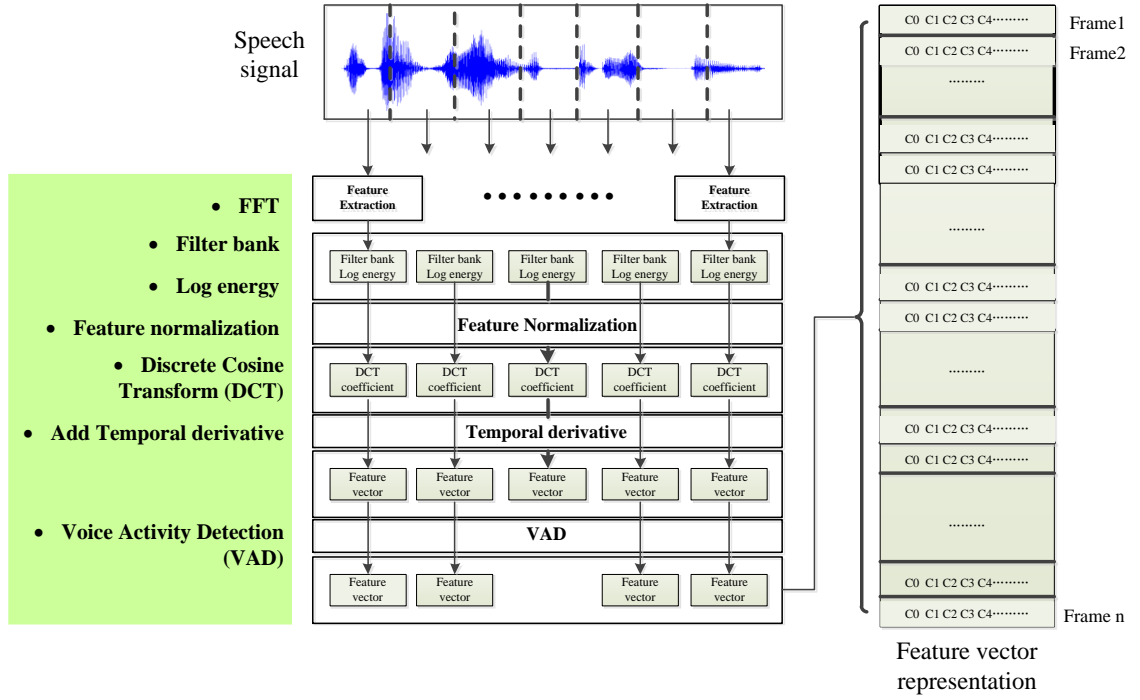 Speech
signal
• FFT
• Filter bank
• Log energy
• Feature normalization
• Discrete Cosine
Transform (DCT)
• Add Temporal derivative
• Voice Activity Detection
(VAD)
Feature
Extraction
•••••••••
Feature
Extraction
Filter bank
Log energy
Filter bank
Log energy
Filter bank
Log energy
Filter bank
Log energy
Filter bank
Log energy
Feature Normalization
DCT
coefficient
DCT
coefficient
DCT
coefficient
DCT
coefficient
DCT
coefficient
Temporal derivative
Feature
vector
Feature
vector
Feature
vector
Feature
vector
Feature
vector
VAD
Feature
vector
Feature
vector
Feature
vector
Feature
vector
C0 C1 C2 C3 C4········· Frame1
C0 C1 C2 C3 C4········· Frame2
·········
C0 C1 C2 C3 C4·········
C0 C1 C2 C3 C4·········
·········
C0 C1 C2 C3 C4·········
C0 C1 C2 C3 C4·········
·········
C0 C1 C2 C3 C4·········
C0 C1 C2 C3 C4·········
·········
C0 C1 C2 C3 C4·········
C0 C1 C2 C3 C4········· Frame n
Feature vector
representation